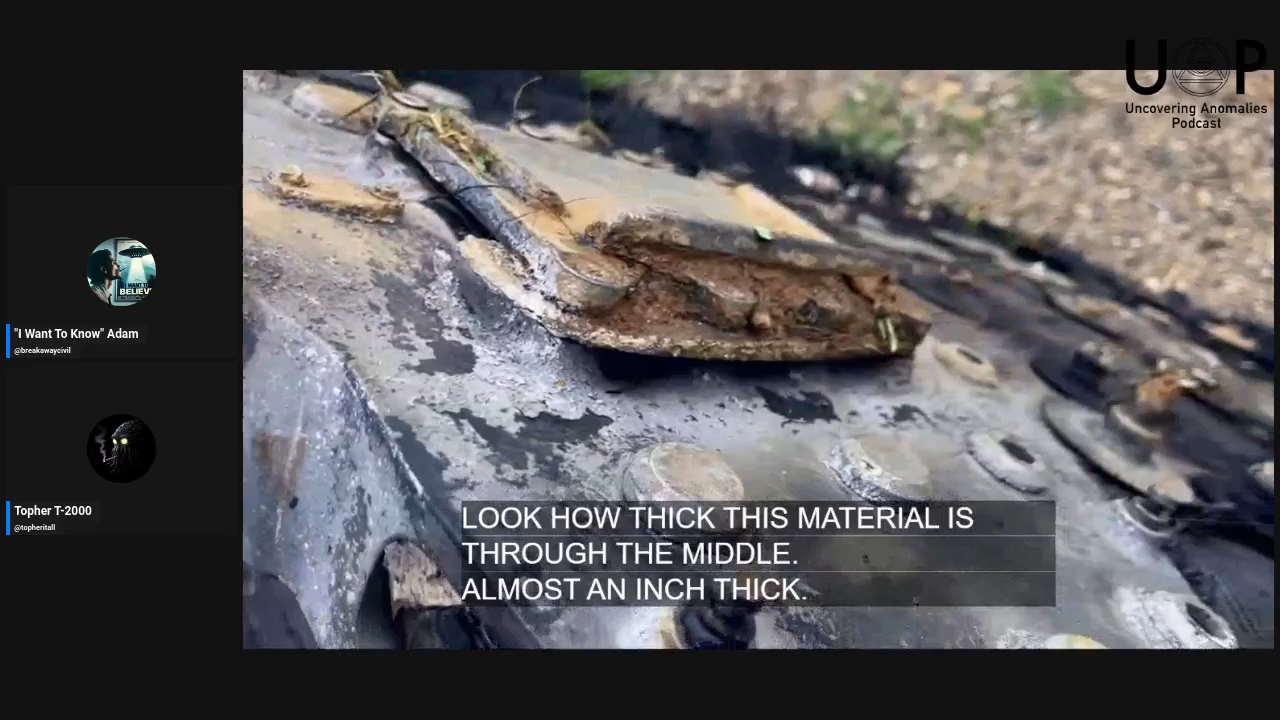 U P
Uncovering Anomalies
Podcast
BELIEV
"I Want To Know" Adam
@breakawaycivil
Topher T-2000
@topheritall
LOOK HOW THICK THIS MATERIAL IS
THROUGH THE MIDDLE.
ALMOST AN INCH THICK.